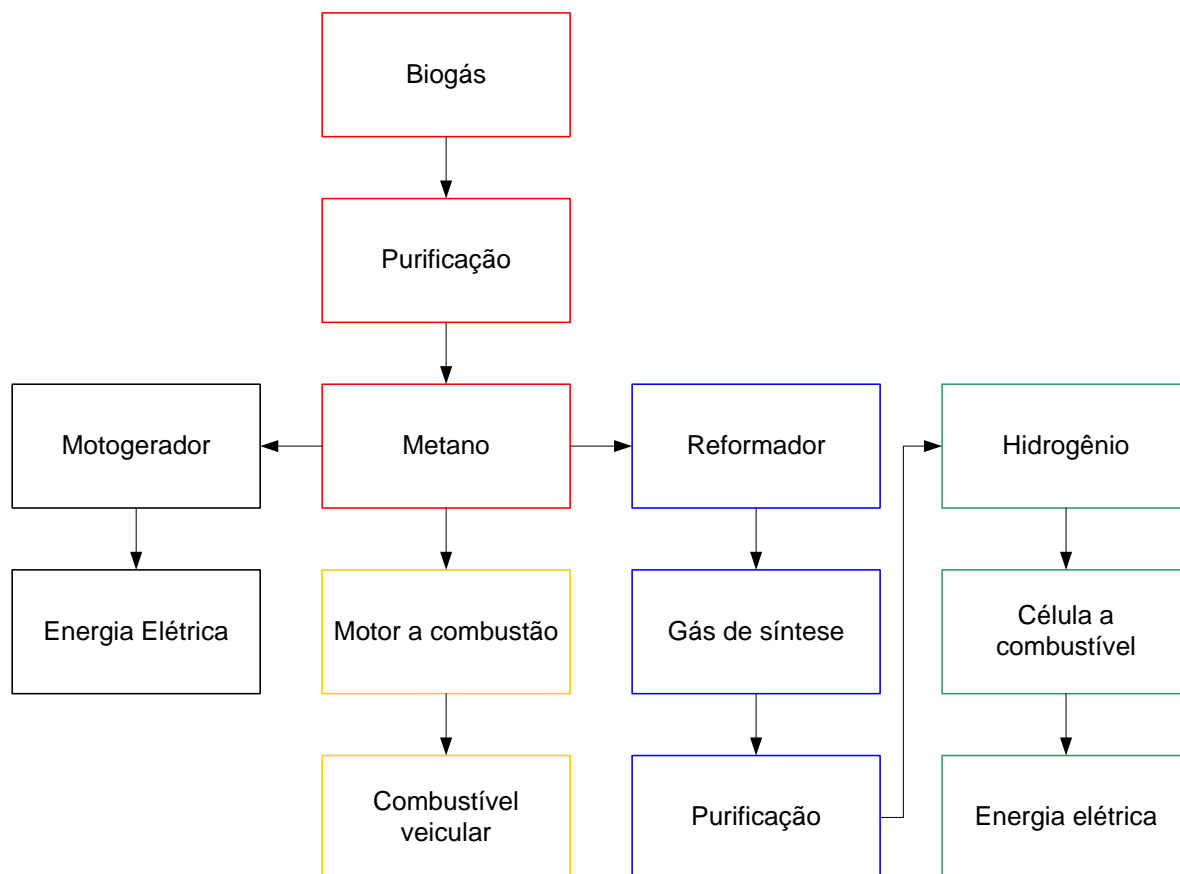 Biogás
Purificação
Motogerador
Metano
Reformador
Hidrogênio
Energia Elétrica
Motor a combustão
Gás de síntese
Célula a
combustível
Combustível
veicular
Purificação
Energia elétrica